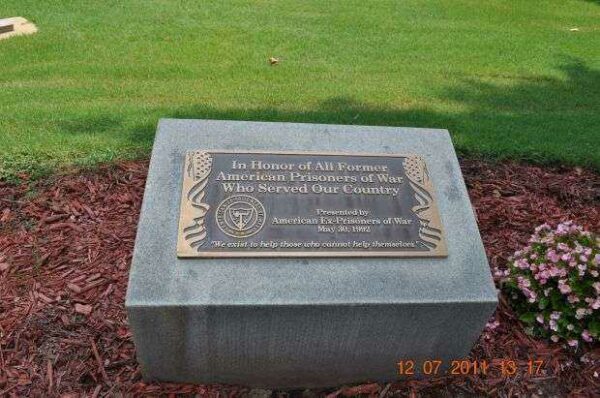 In Honor of All Former
American Prisoners of War
Who Served Our Country
Presented by
American Ex-Prisoners of War
May 30, 1992
"We exist to help those who cannot help themselves."
12 07 2011 13 17